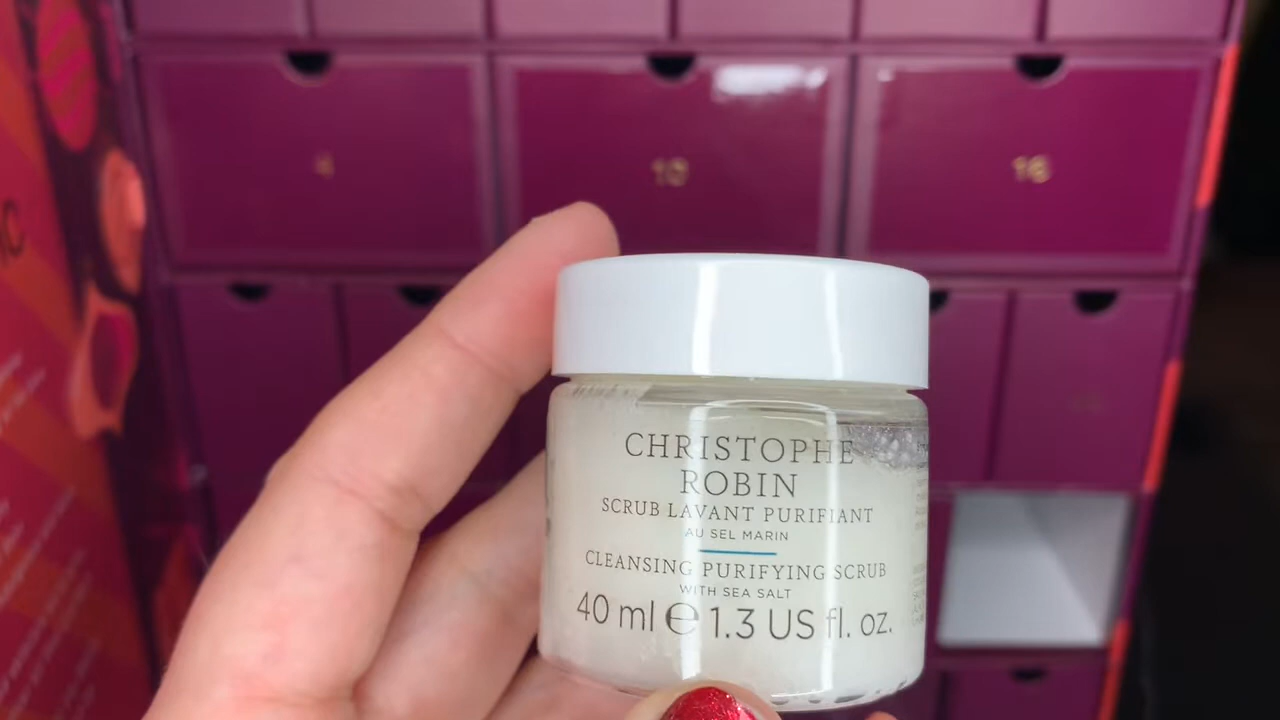 4
10
16
CHRISTOPHE
ROBIN
SCRUB LAVANT PURIFIANT
AU SEL MARIN
CLEANSING PURIFYING SCRUB
WITH SEA SALT
40 ml ℮ 1.3 US fl. oz.